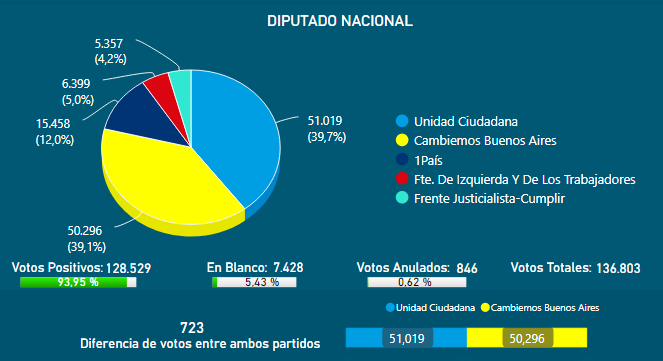 DIPUTADO NACIONAL
5.357
(4,2%)
6.399
(5,0%)
15.458
(12,0%)
51.019
(39,7%)
50.296
(39,1%)
Unidad Ciudadana
Cambiemos Buenos Aires
1País
Fte. De Izquierda Y De Los Trabajadores
Frente Justicialista-Cumplir
Votos Positivos: 128.529
93,95 %
En Blanco: 7.428
5,43 %
Votos Anulados: 846
0,62 %
Votos Totales: 136.803
Unidad Ciudadana Cambiemos Buenos Aires
723
Diferencia de votos entre ambos partidos
51,019 50,296